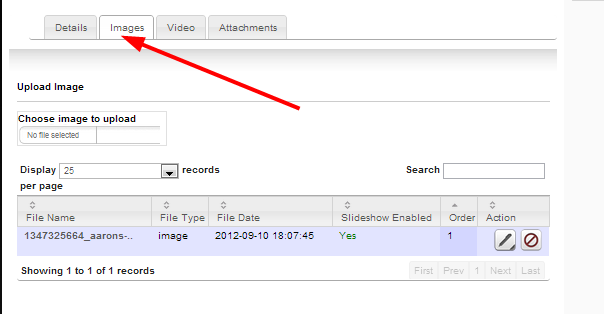 Details Images Video Attachments
Upload Image
Choose image to upload
No file selected
Display 25 records Search
per page
File Name File Type File Date Slideshow Enabled Order Action
1347325664_aarons-.. image 2012-09-10 18:07:45 Yes 1
Showing 1 to 1 of 1 records First Prev 1 Next Last